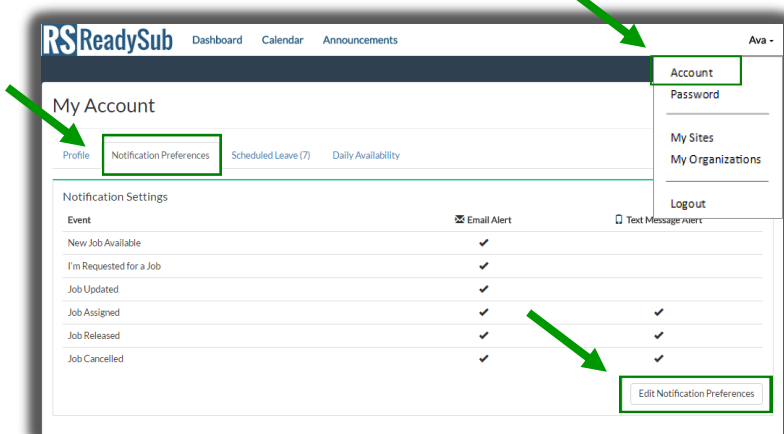 RS ReadySub Dashboard Calendar Announcements Ava
Account
Password
My Sites
My Organizations
Logout
My Account
Profile Notification Preferences Scheduled Leave (7) Daily Availability
Notification Settings
Event Email Alert Text Message Alert
New Job Available
I'm Requested for a Job
Job Updated
Job Assigned
Job Released
Job Cancelled
Edit Notification Preferences